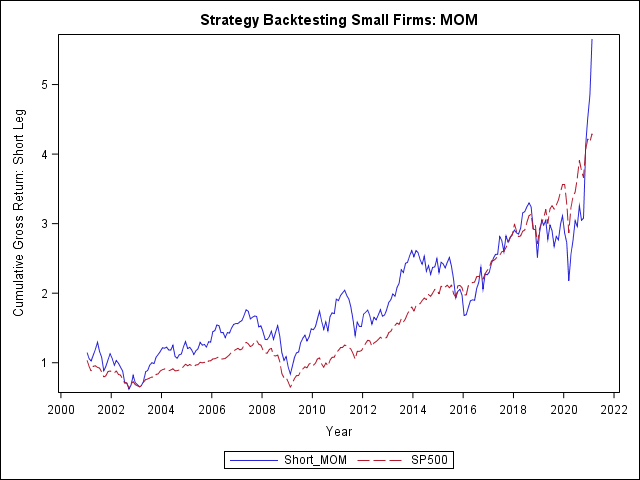 Strategy Backtesting Small Firms: MOM
Cumulative Gross Return: Short Leg
5
4
3
2
1
2000 2002 2004 2006 2008 2010 2012 2014 2016 2018 2020 2022
Year
Short_MOM SP500